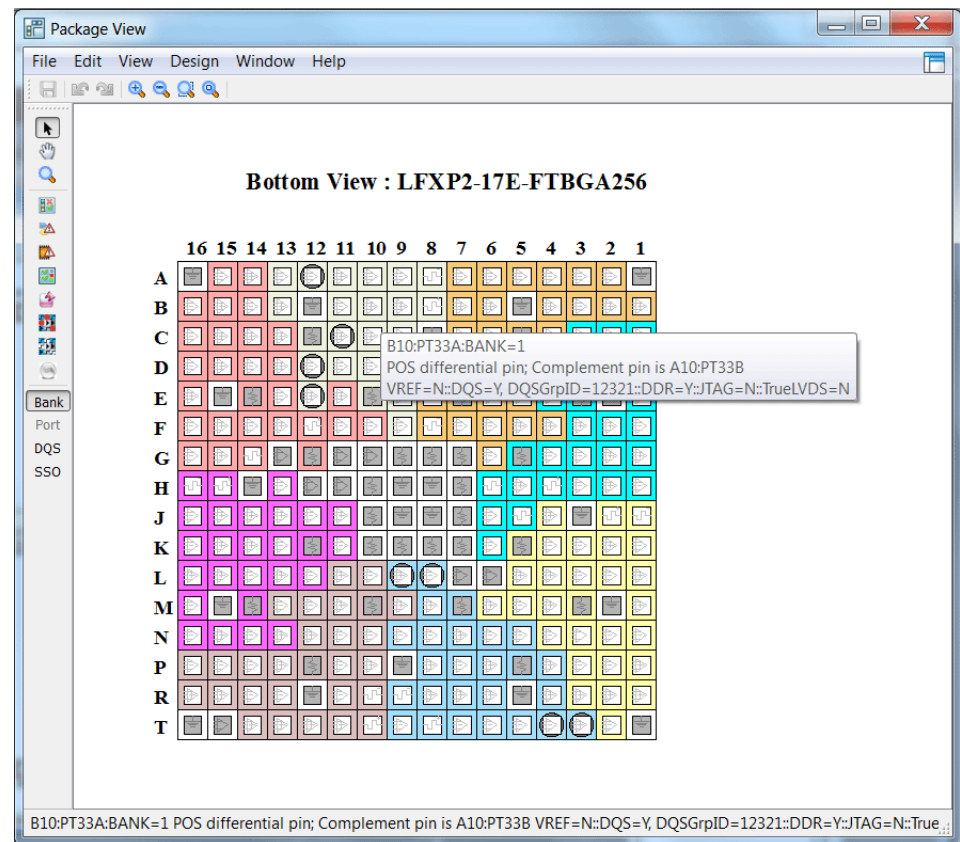 Package View
File Edit View Design Window Help
Bottom View : LFXP2-17E-FTBGA256
16 15 14 13 12 11 10 9 8 7 6 5 4 3 2 1
A
B
C
D
E
F
G
H
J
K
L
M
N
P
R
T
B10:PT33A:BANK=1
POS differential pin; Complement pin is A10:PT33B
VREF=N::DQS=Y, DQSGrpID=12321::DDR=Y::JTAG=N::TrueLVDS=N
Bank
Port
DQS
SSO
B10:PT33A:BANK=1 POS differential pin; Complement pin is A10:PT33B VREF=N::DQS=Y, DQSGrpID=12321::DDR=Y::JTAG=N::True